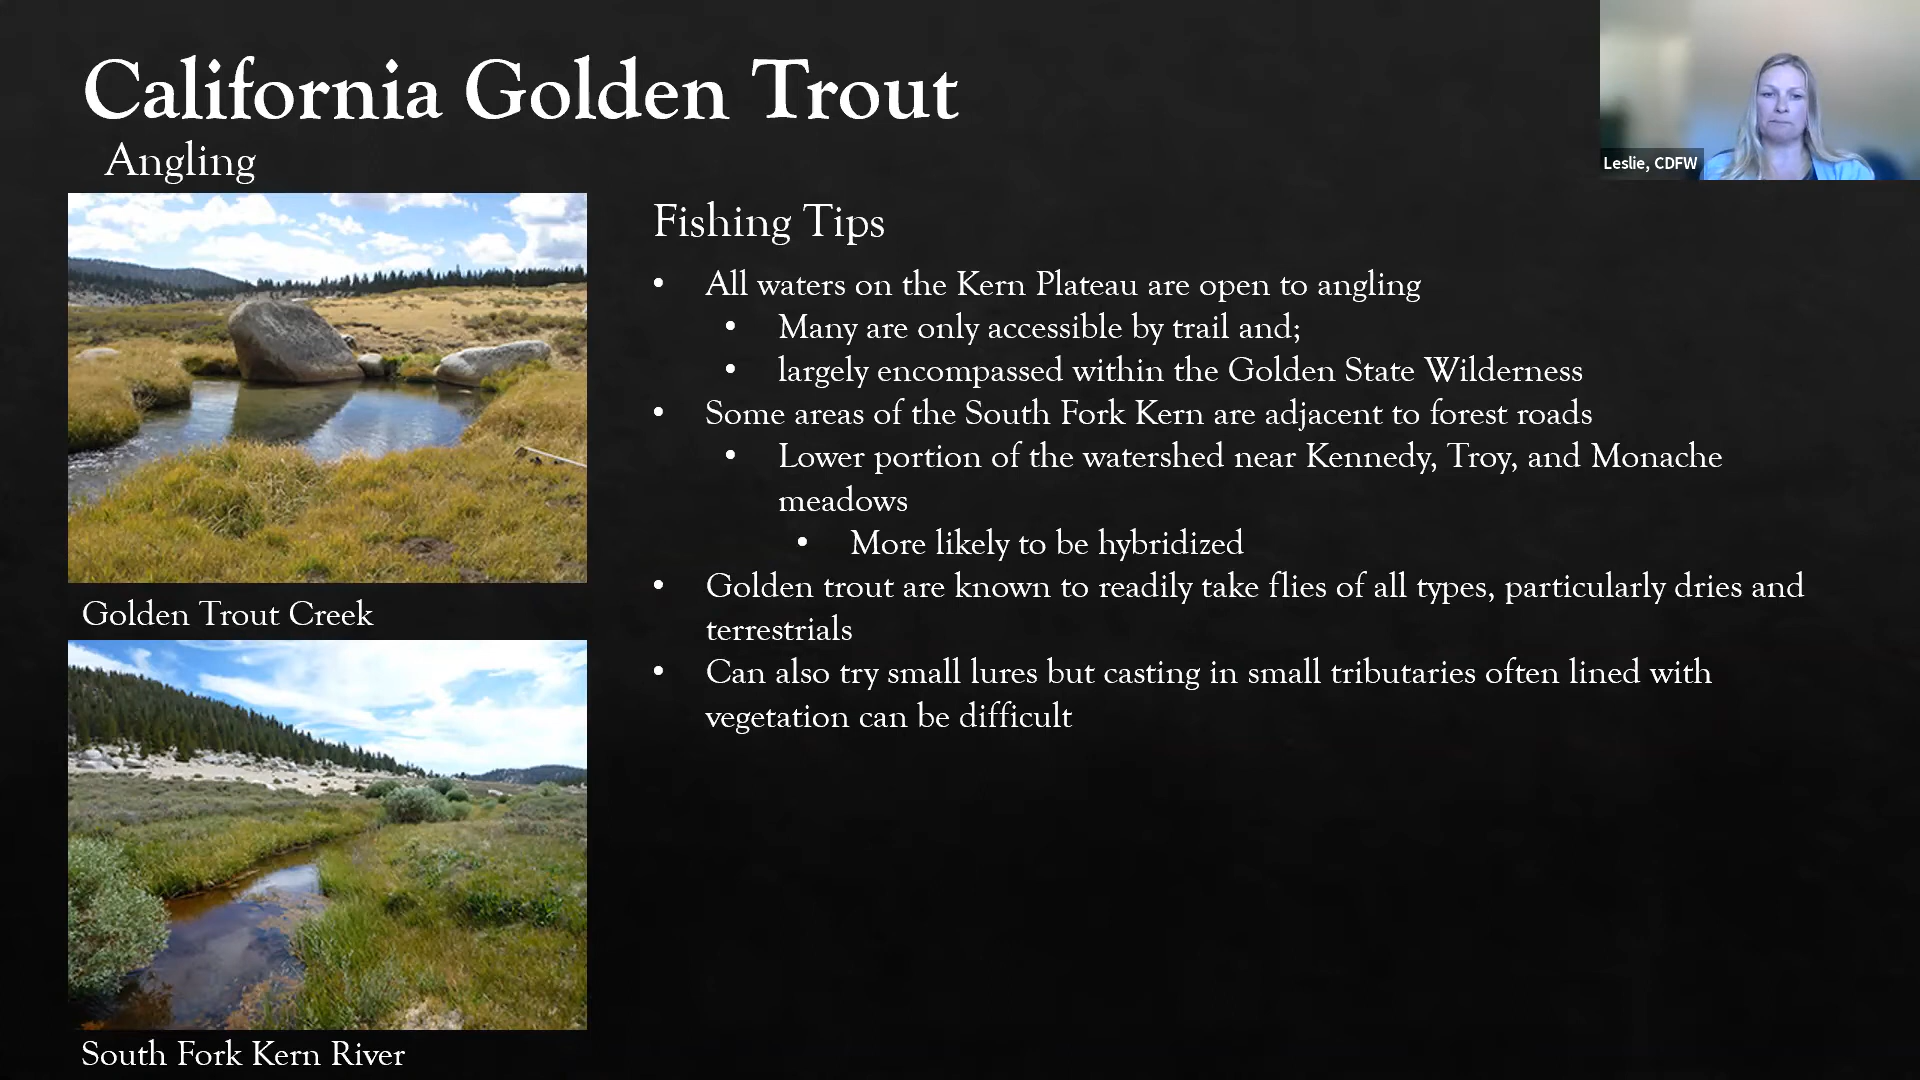 California Golden Trout
Angling
Leslie, CDFW
Golden Trout Creek
South Fork Kern River
Fishing Tips
• All waters on the Kern Plateau are open to angling
• Many are only accessible by trail and;
• largely encompassed within the Golden State Wilderness
• Some areas of the South Fork Kern are adjacent to forest roads
• Lower portion of the watershed near Kennedy, Troy, and Monache
meadows
• More likely to be hybridized
• Golden trout are known to readily take flies of all types, particularly dries and
terrestrials
• Can also try small lures but casting in small tributaries often lined with
vegetation can be difficult